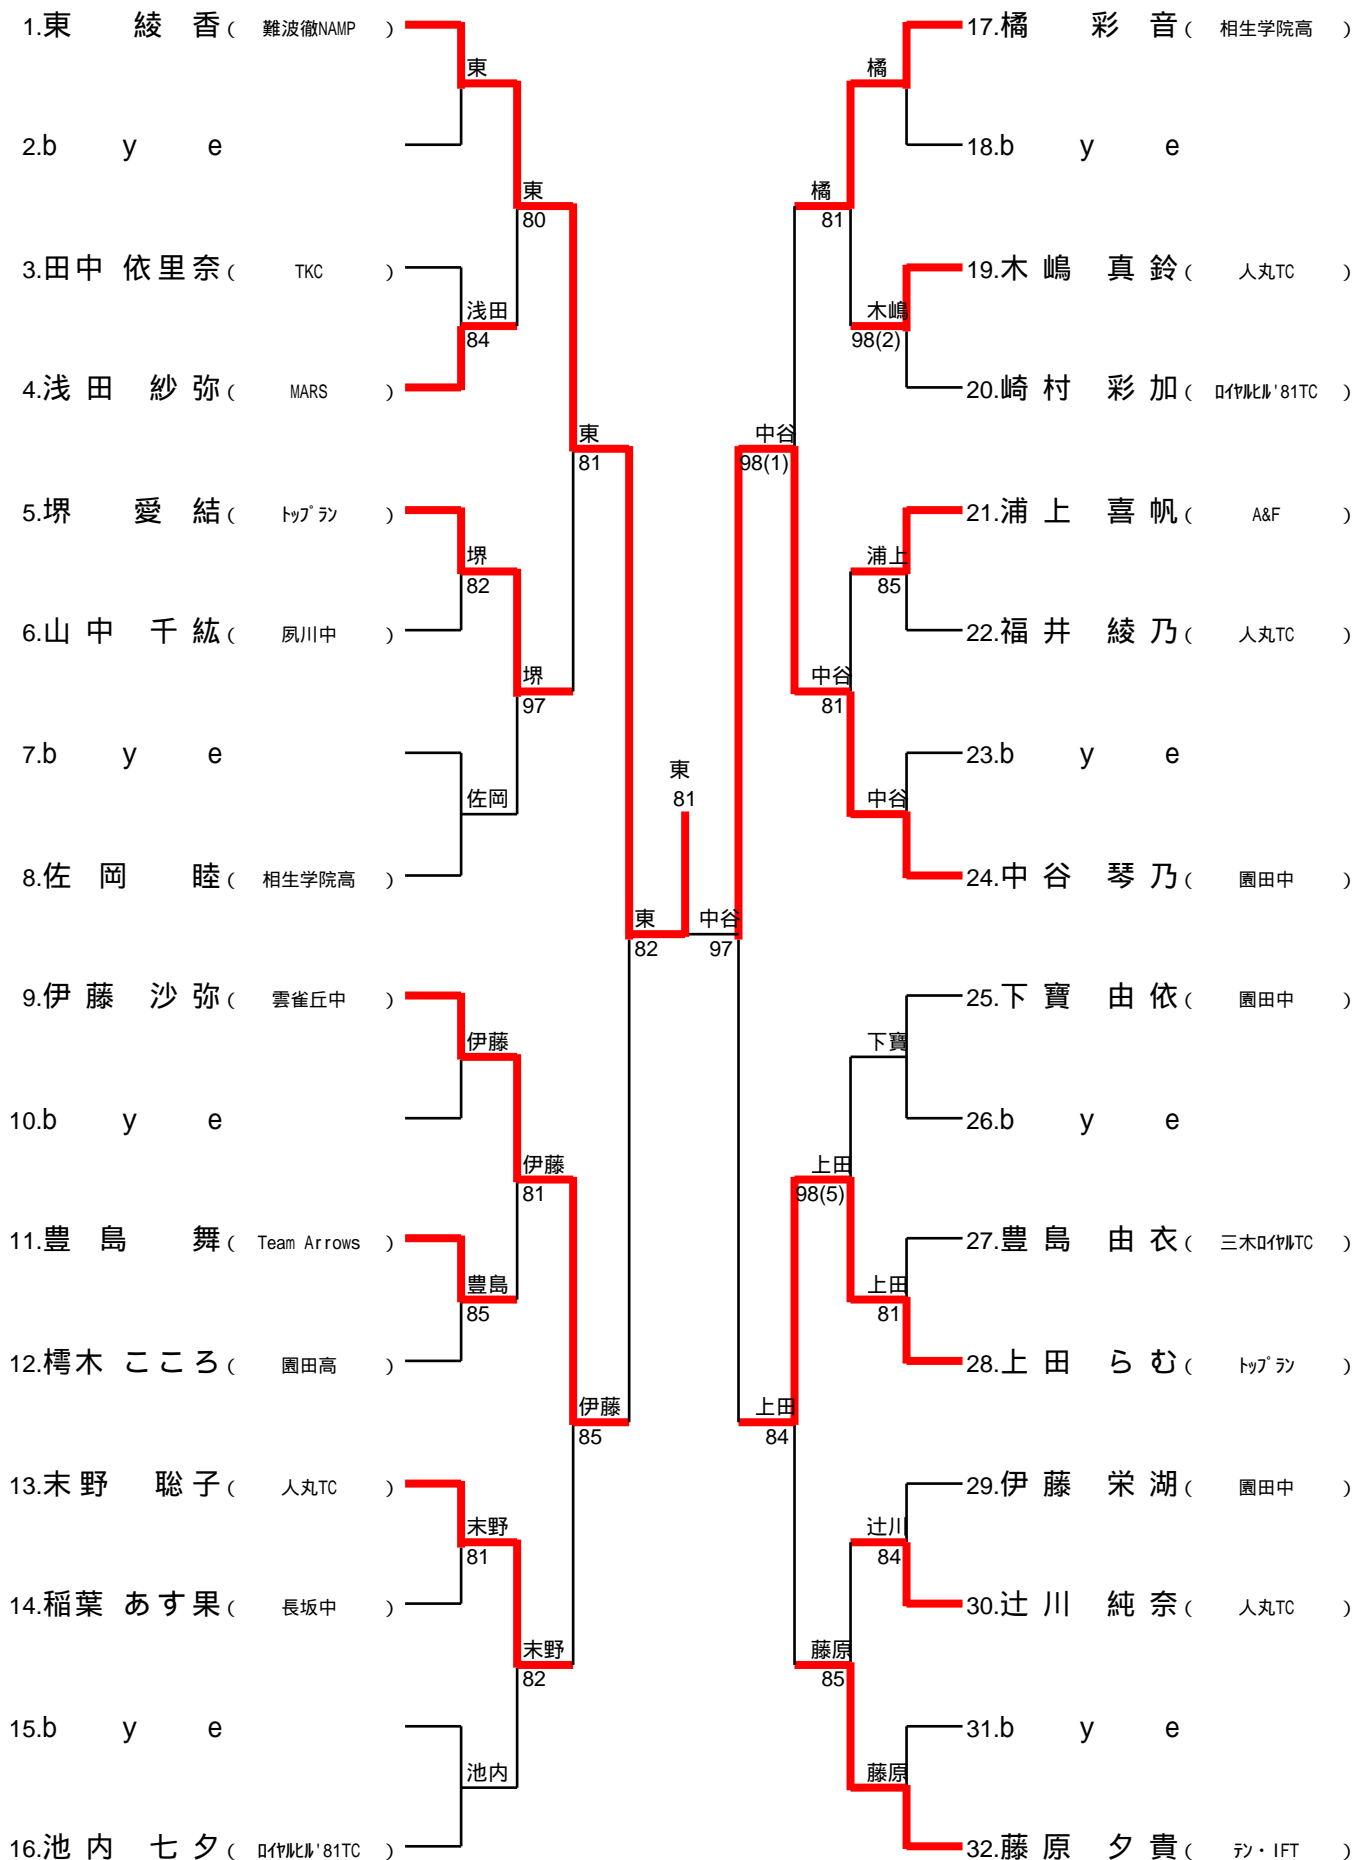 1.東 綾香 ( 難波徹NAMP )
東
2.b y e
東
80
3.田中 依里奈 ( TKC )
浅田
84
4.浅田 紗弥 ( MARS )
東
81
5.堺 愛結 ( ﾄｯﾌﾟﾗﾝ )
堺
82
6.山中 千紘 ( 夙川中 )
堺
97
7.b y e
佐岡
8.佐岡 睦 ( 相生学院高 )
東
82
9.伊藤 沙弥 ( 雲雀丘中 )
伊藤
10.b y e
伊藤
81
11.豊島 舞 ( Team Arrows )
豊島
85
12.樗木 こころ ( 園田高 )
伊藤
85
13.末野 聡子 ( 人丸TC )
末野
81
14.稲葉 あす果 ( 長坂中 )
末野
82
15.b y e
池内
16.池内 七夕 ( ﾛｲﾔﾙﾋﾙ'81TC )
東
81
17.橘 彩音 ( 相生学院高 )
橘
18.b y e
橘
81
19.木嶋 真鈴 ( 人丸TC )
木嶋
98(2)
20.崎村 彩加 ( ﾛｲﾔﾙﾋﾙ'81TC )
中谷
98(1)
21.浦上 喜帆 ( A&F )
浦上
85
22.福井 綾乃 ( 人丸TC )
中谷
81
23.b y e
中谷
24.中谷 琴乃 ( 園田中 )
中谷
97
25.下寶 由依 ( 園田中 )
下寶
26.b y e
上田
98(5)
27.豊島 由衣 ( 三木ﾛｲﾔﾙTC )
上田
81
28.上田 らむ ( ﾄｯﾌﾟﾗﾝ )
上田
84
29.伊藤 栄湖 ( 園田中 )
辻川
84
30.辻川 純奈 ( 人丸TC )
藤原
85
31.b y e
藤原
32.藤原 夕貴 ( ﾃﾝ・IFT )